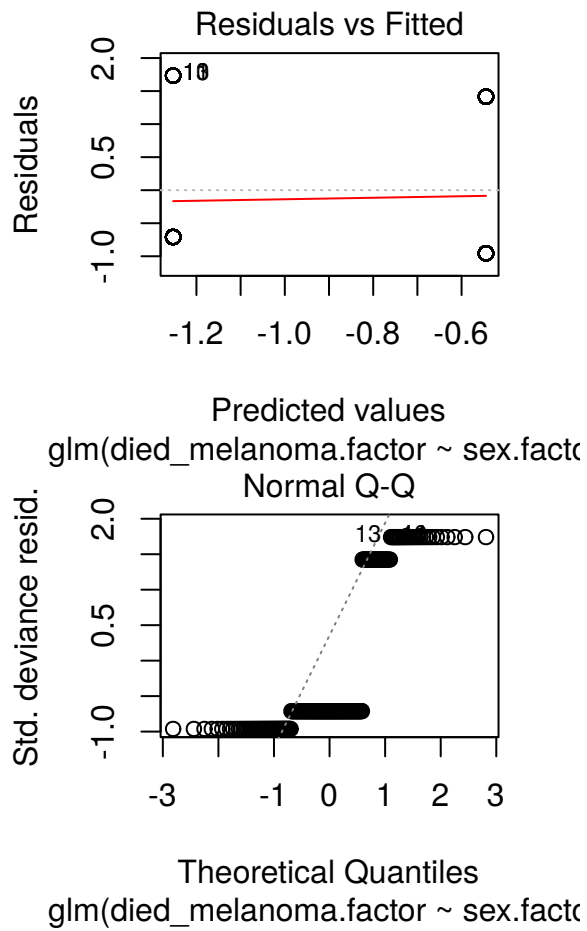 Residuals vs Fitted
2.0
0.5
-1.0
Residuals
-1.2 -1.0 -0.8 -0.6
Predicted values
glm(died_melanoma.factor ~ sex.facto
Normal Q-Q
13
2.0
0.5
-1.0
Std. deviance resid.
-3 -1 0 1 2 3
Theoretical Quantiles
glm(died_melanoma.factor ~ sex.facto